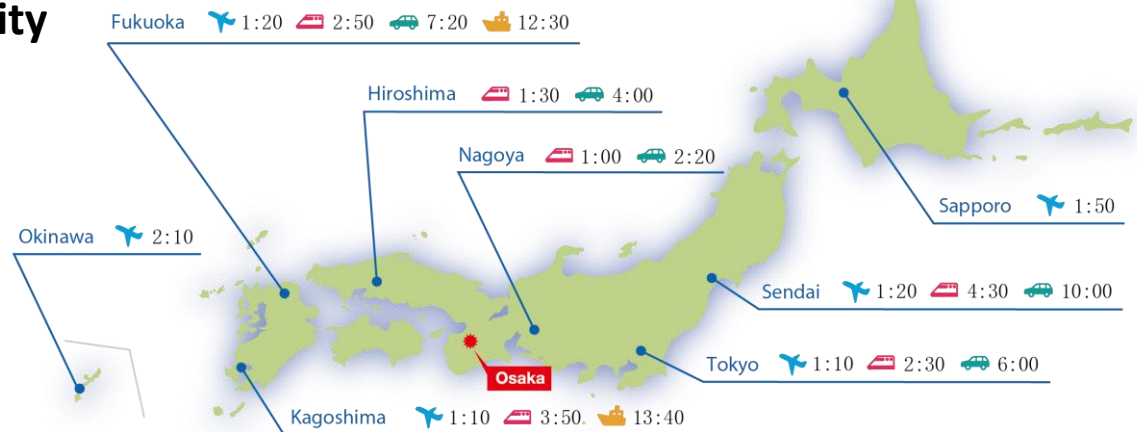 ity
Fukuoka 1:20 2:50 7:20 12:30
Hiroshima 1:30 4:00
Nagoya 1:00 2:20
Sapporo 1:50
Okinawa 2:10
Sendai 1:20 4:30 10:00
Tokyo 1:10 2:30 6:00
Osaka
Kagoshima 1:10 3:50 13:40